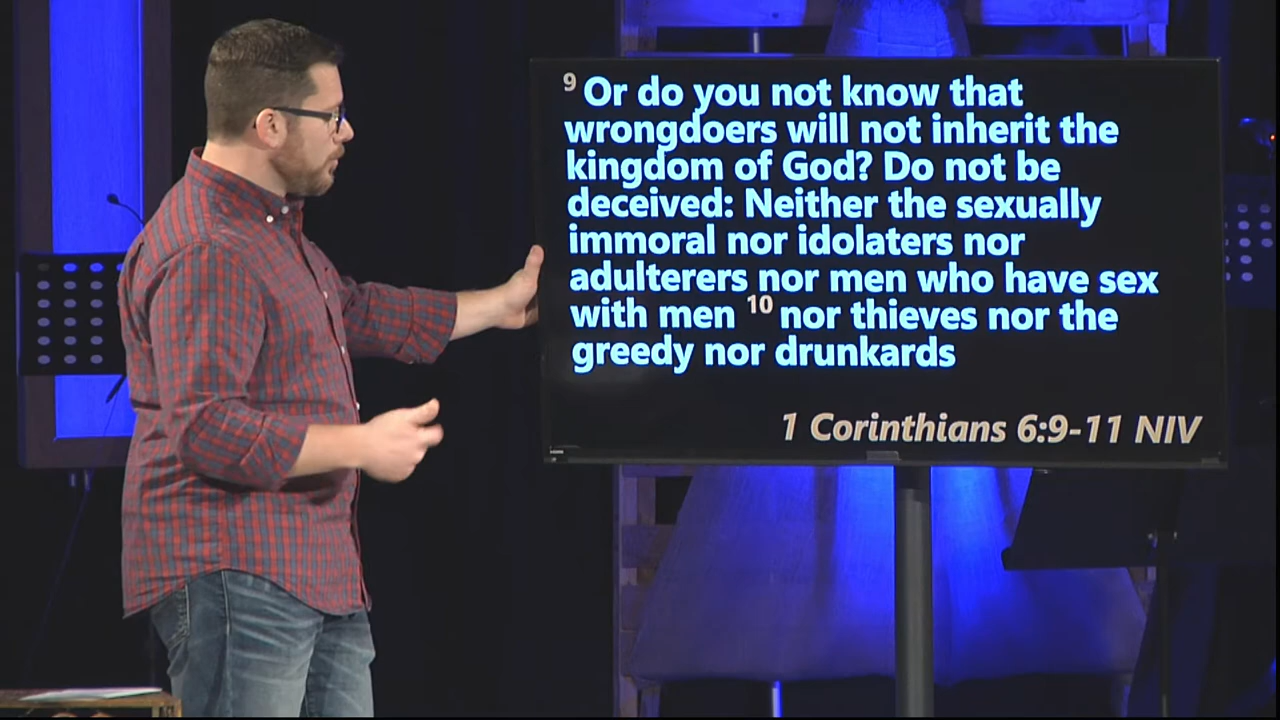 9 Or do you not know that
wrongdoers will not inherit the
kingdom of God? Do not be
deceived: Neither the sexually
immoral nor idolaters nor
adulterers nor men who have sex
with men 10 nor thieves nor the
greedy nor drunkards
1 Corinthians 6:9-11 NIV